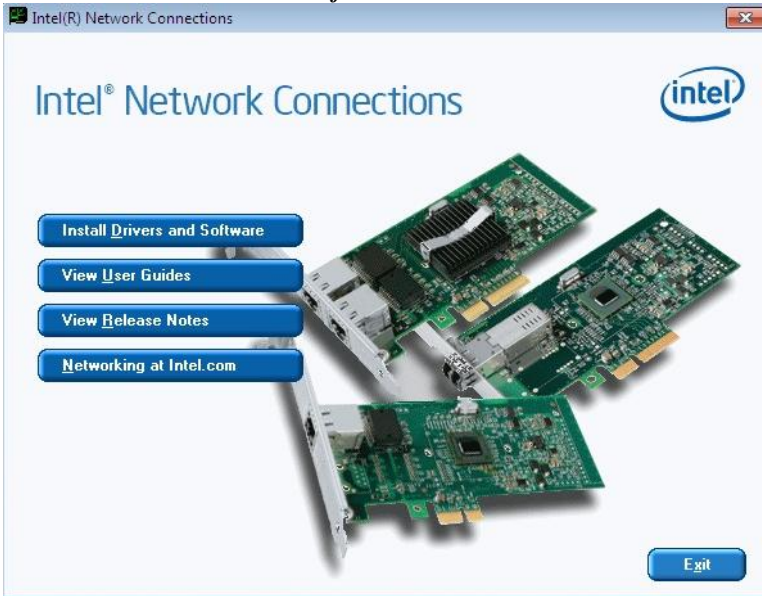 Intel(R) Network Connections
Intel® Network Connections
intel
Install Drivers and Software
View User Guides
View Release Notes
Networking at Intel.com
Exit